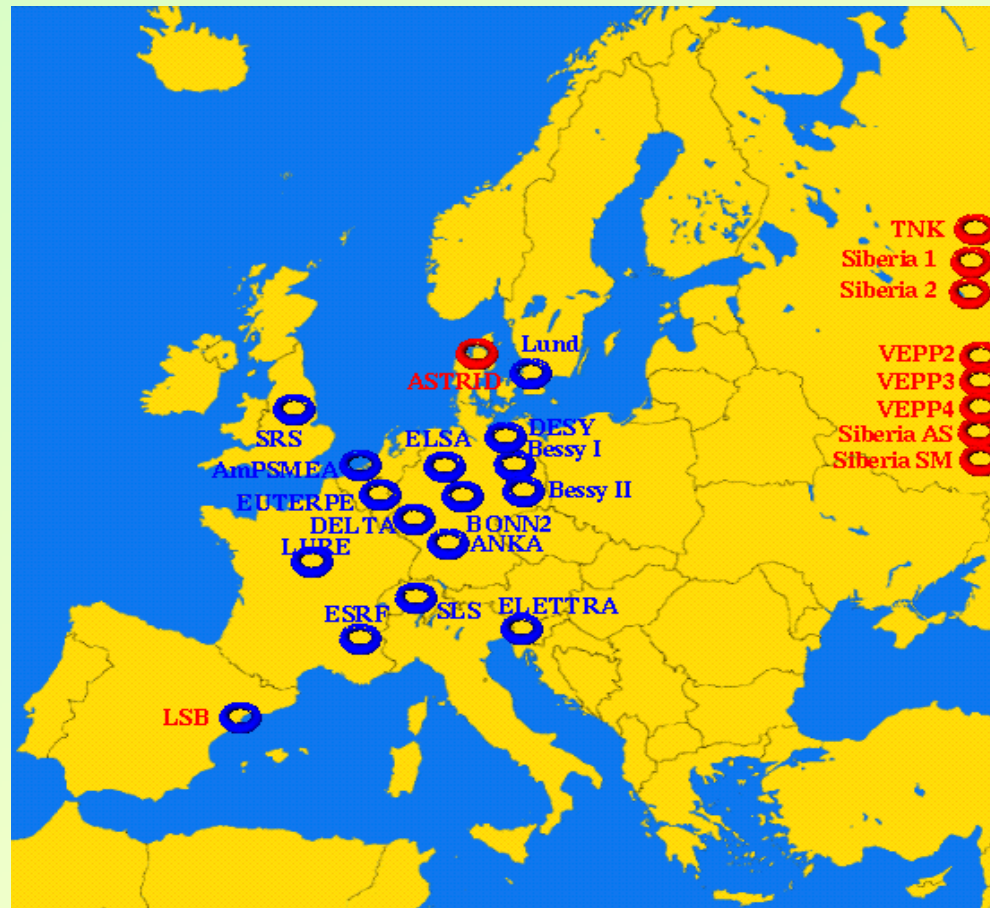 TNK
Siberia 1
Siberia 2
Lund
ASTRID
VEPP2
VEPP3
VEPP4
Siberia AS
Siberia SM
SRS
ELSA
DESY
Bessy I
AmPSMEA
EUTERPE
Bessy II
DELTA
BONN2
LURE
ANKA
ESRF
SLS
ELETTRA
LSB